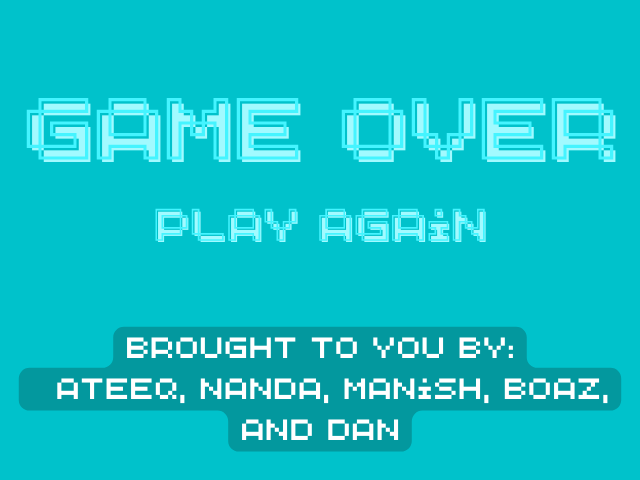 GAME OVER
PLAY AGAiN
BROUGHT TO YOU BY:
ATEEQ, NANDA, MANiSH, BOAZ,
AND DAN